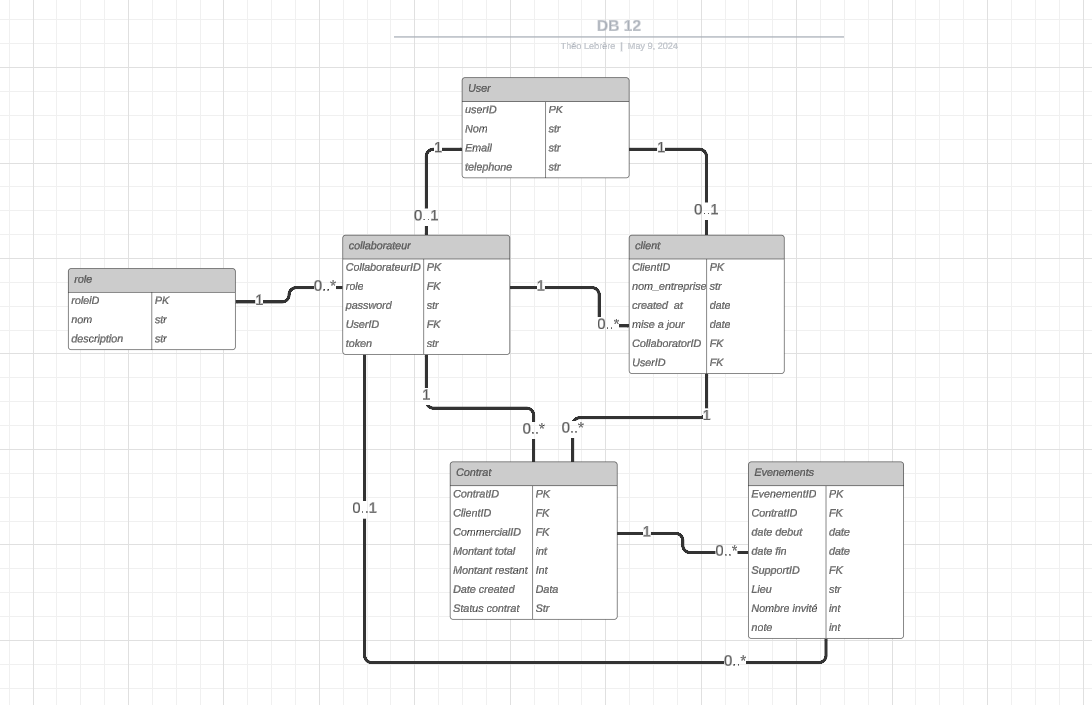 DB 12
Théo Lebrère | May 9, 2024
User
userID PK
Nom str
Email str
telephone str
1
1
0..1
0..1
collaborateur
CollaborateurID PK
role FK
password str
UserID FK
token str
client
ClientID PK
nom_entreprise str
created at date
mise a jour date
CollaboratorID FK
UserID FK
role
roleiD PK
nom str
description str
1
0..*
1
0..*
1
0..*
0..*
1
0..1
Contrat
ContratID PK
ClientID FK
CommercialID FK
Montant total int
Montant restant Int
Date created Data
Status contrat Str
Evenements
EvenementID PK
ContratID FK
date debut date
date fin date
SupportID FK
Lieu str
Nombre invité int
note int
1
0..*
0..*